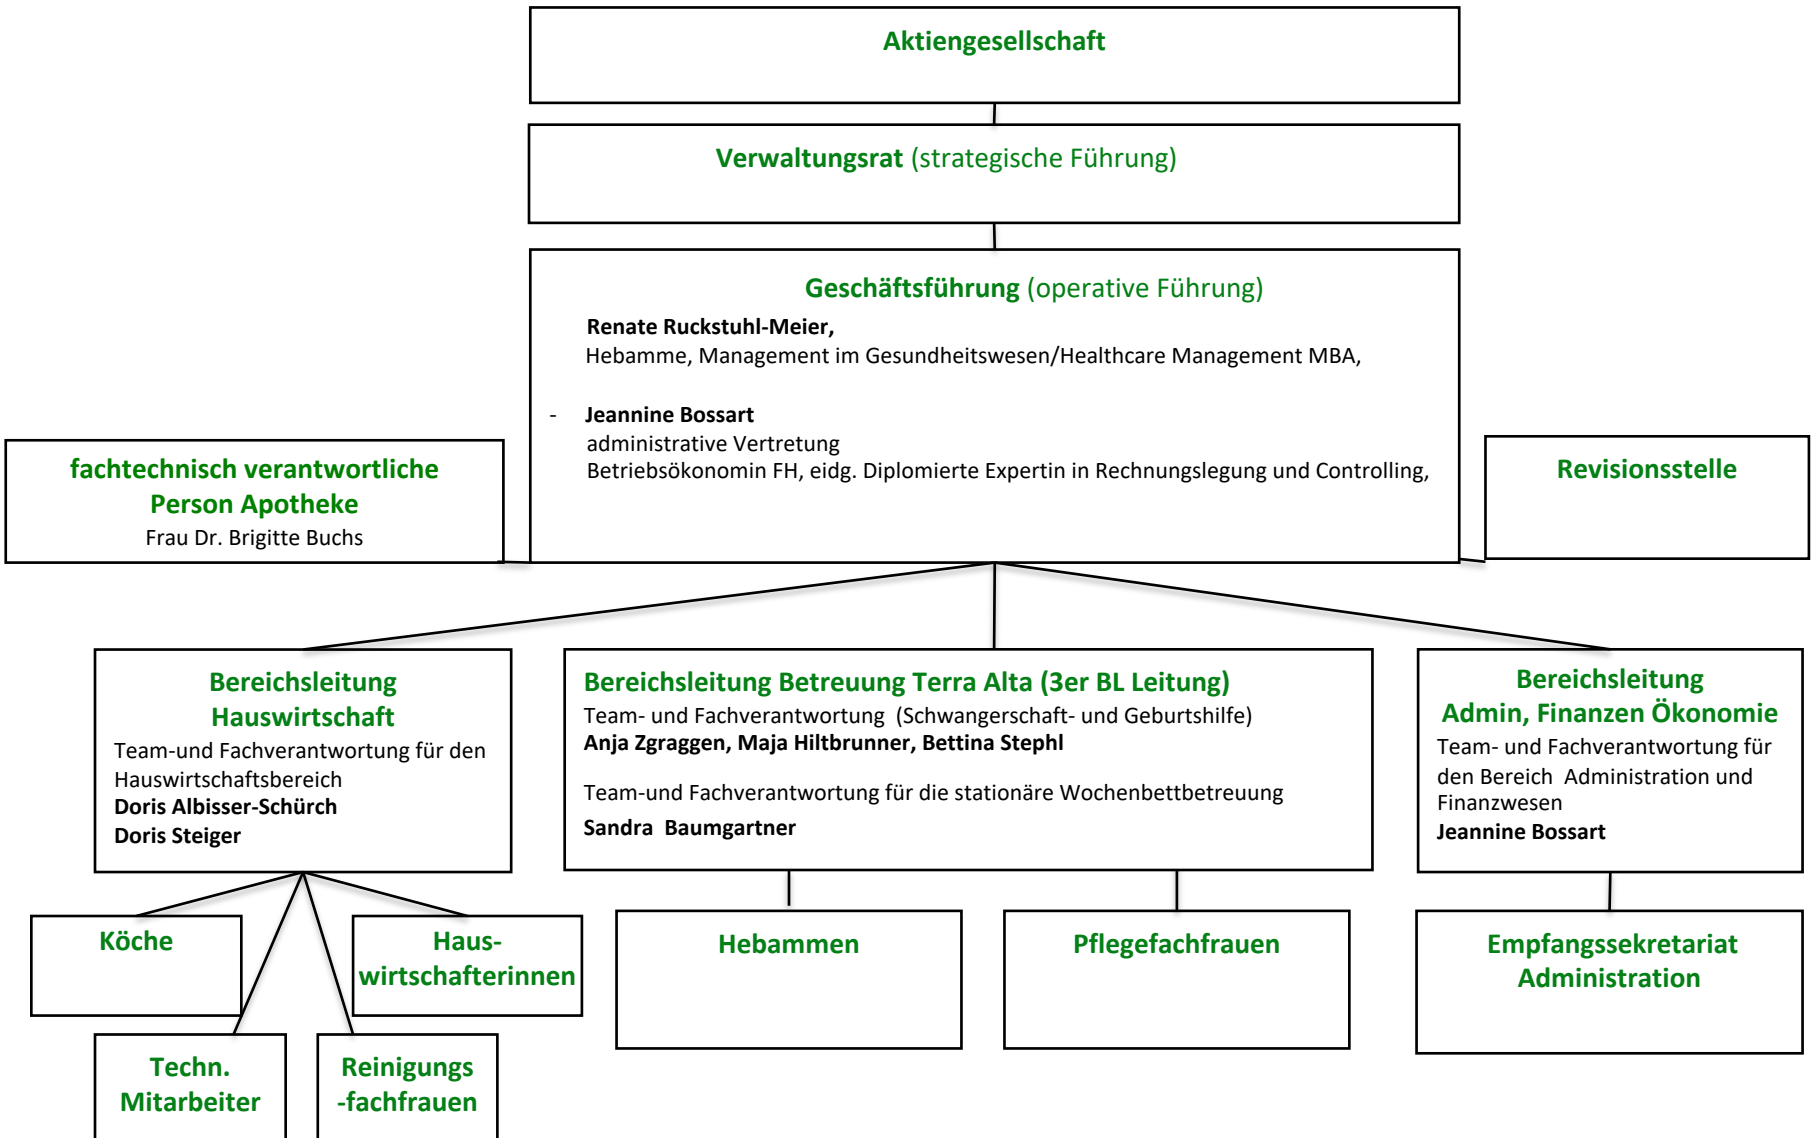 Aktiengesellschaft
Verwaltungsrat (strategische Führung)
Geschäftsführung (operative Führung)
Renate Ruckstuhl-Meier,
Hebamme, Management im Gesundheitswesen/Healthcare Management MBA,
- Jeannine Bossart
administrative Vertretung
Betriebsökonomin FH, eidg. Diplomierte Expertin in Rechnungslegung und Controlling,
fachtechnisch verantwortliche
Person Apotheke
Frau Dr. Brigitte Buchs
Revisionsstelle
Bereichsleitung
Hauswirtschaft
Team-und Fachverantwortung für den
Hauswirtschaftsbereich
Doris Albisser-Schürch
Doris Steiger
Bereichsleitung Betreuung Terra Alta (3er BL Leitung)
Team- und Fachverantwortung (Schwangerschaft- und Geburtshilfe)
Anja Zgraggen, Maja Hiltbrunner, Bettina Stephl
Team-und Fachverantwortung für die stationäre Wochenbettbetreuung
Sandra Baumgartner
Bereichsleitung
Admin, Finanzen Ökonomie
Team- und Fachverantwortung für
den Bereich Administration und
Finanzwesen
Jeannine Bossart
Köche
Haus-
wirtschafterinnen
Techn.
Mitarbeiter
Reinigungs
-fachfrauen
Hebammen
Pflegefachfrauen
Empfangssekretariat
Administration